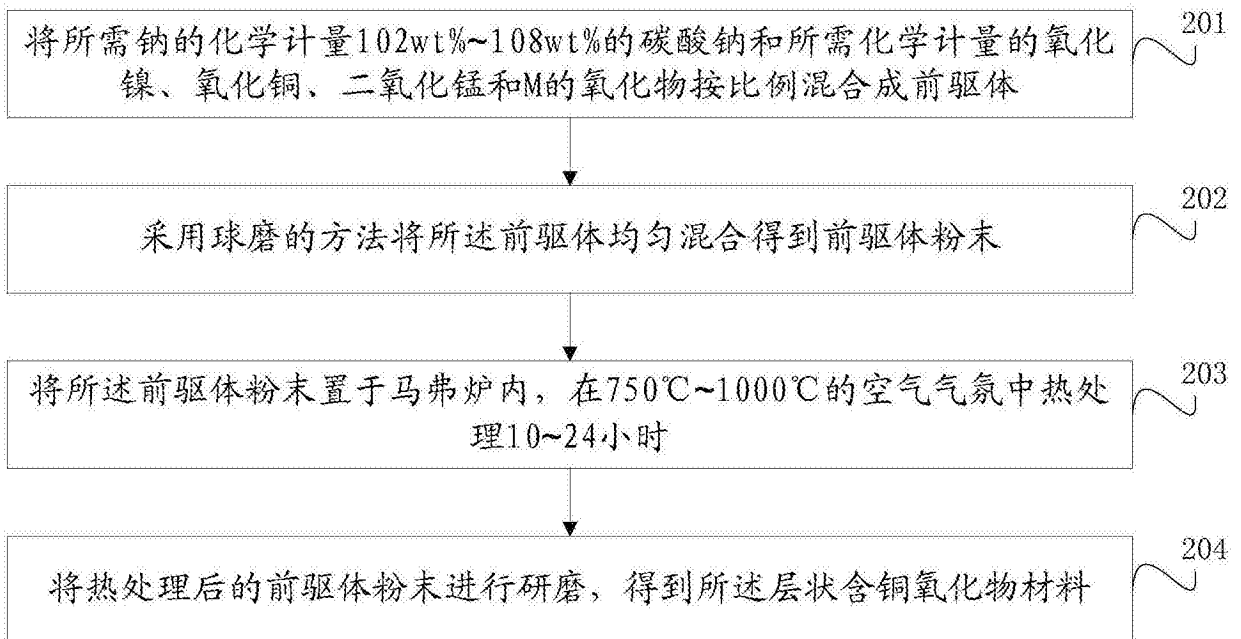 将所需钠的化学计量102wt%~108wt%的碳酸钠和所需化学计量的氧化
镍、氧化铜、二氧化锰和M的氧化物按比例混合成前驱体
201
采用球磨的方法将所述前驱体均匀混合得到前驱体粉末
202
将所述前驱体粉末置于马弗炉内，在750℃~1000℃的空气气氛中热处
理10~24小时
203
将热处理后的前驱体粉末进行研磨，得到所述层状含铜氧化物材料
204